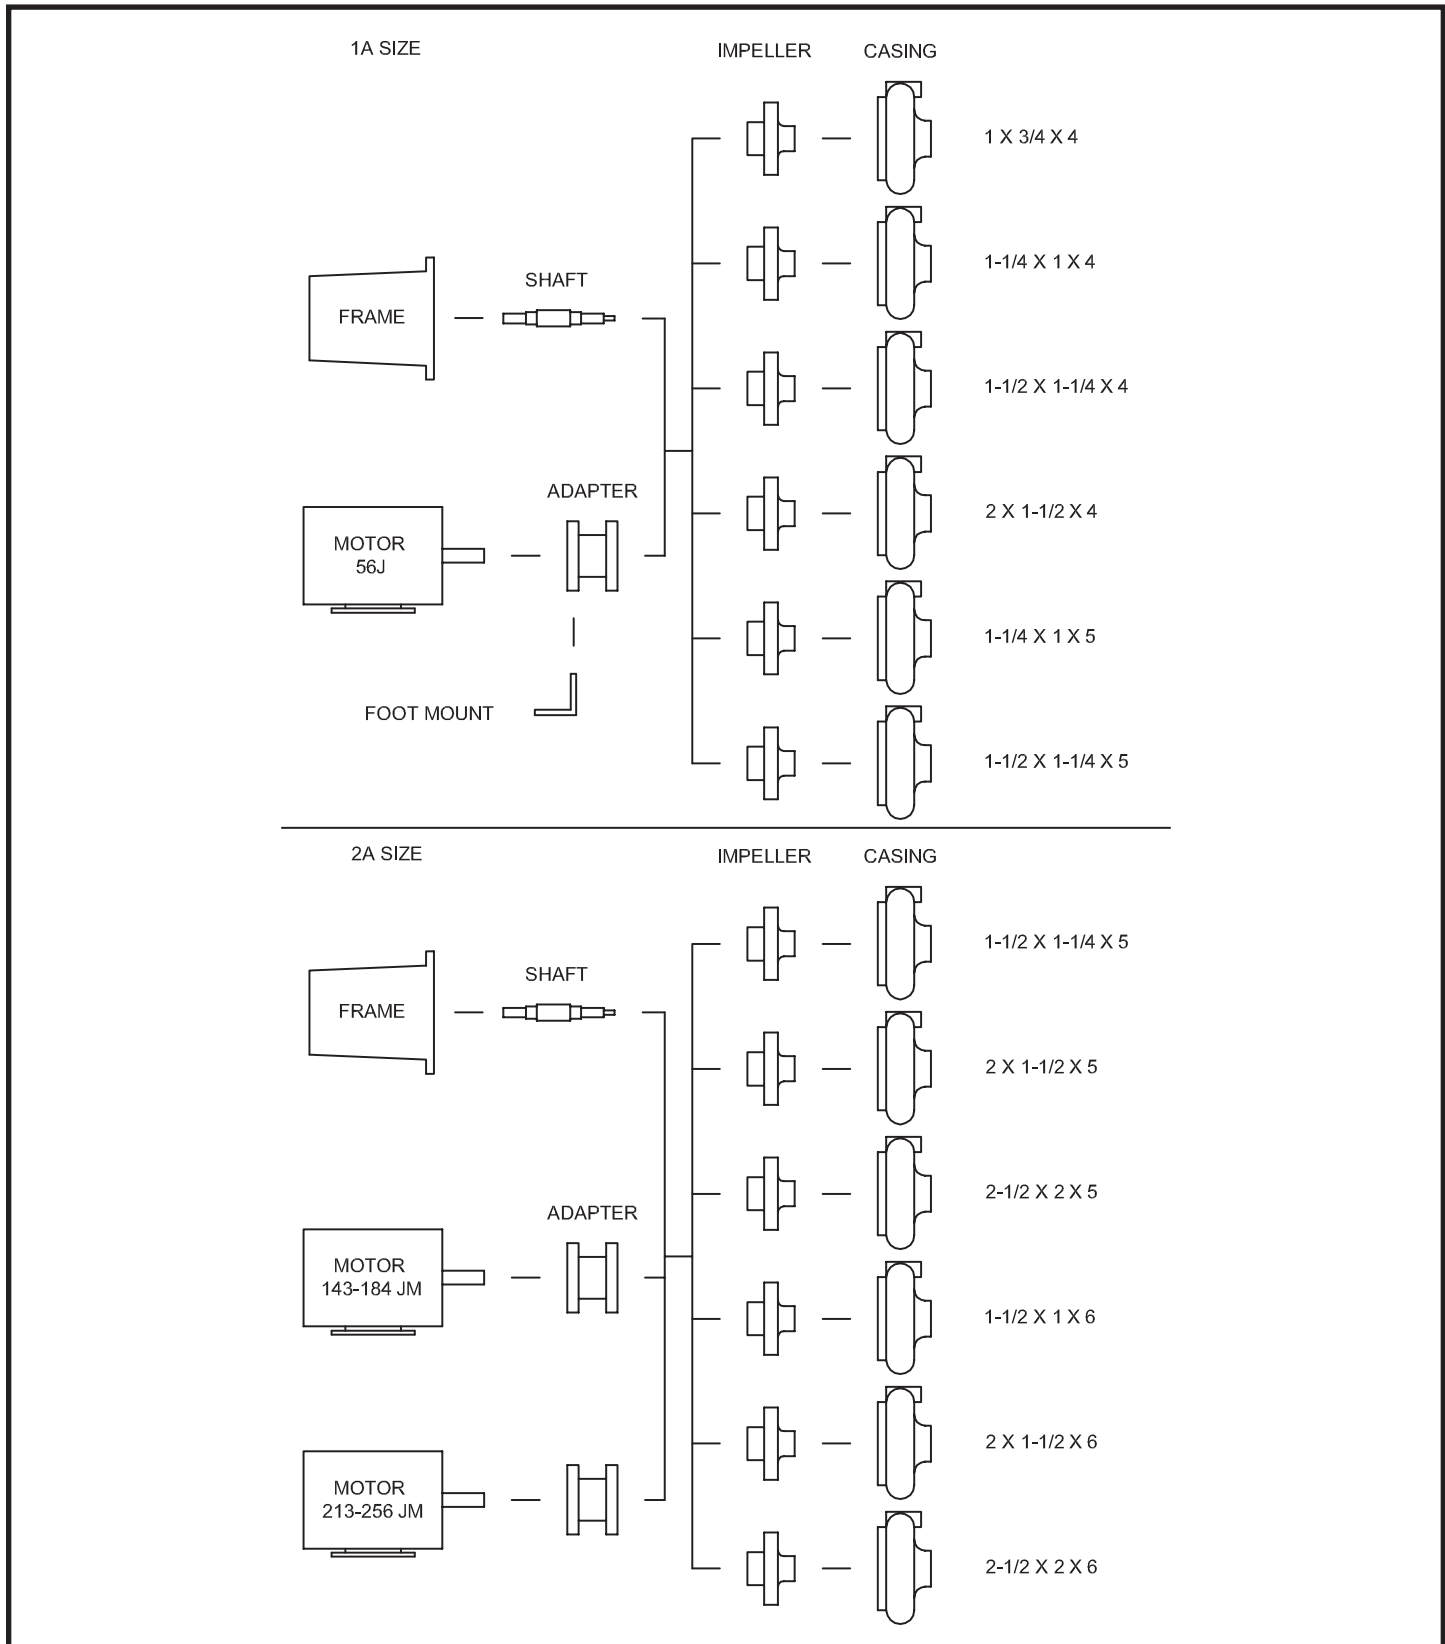 1A SIZE
IMPELLER
CASING
1 X 3/4 X 4
1-1/4 X 1 X 4
SHAFT
FRAME
1-1/2 X 1-1/4 X 4
ADAPTER
2 X 1-1/2 X 4
MOTOR
56J
1-1/4 X 1 X 5
FOOT MOUNT
1-1/2 X 1-1/4 X 5
2A SIZE
IMPELLER
CASING
1-1/2 X 1-1/4 X 5
SHAFT
FRAME
2 X 1-1/2 X 5
2-1/2 X 2 X 5
ADAPTER
MOTOR
143-184 JM
1-1/2 X 1 X 6
2 X 1-1/2 X 6
MOTOR
213-256 JM
2-1/2 X 2 X 6